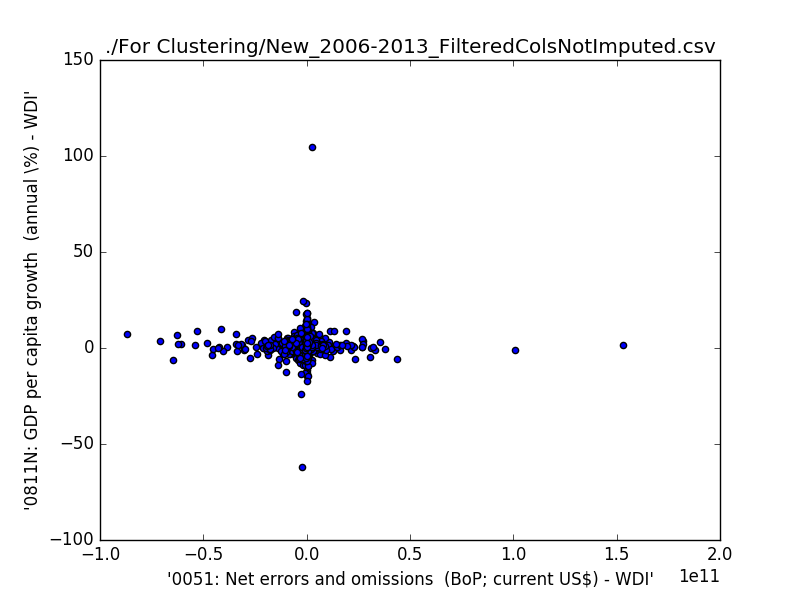 ./For Clustering/New_2006-2013_FilteredColsNotImputed.csv
150
100
50
0
−50
−100
'0811N: GDP per capita growth  (annual \%) - WDI'
−1.0 −0.5 0.0 0.5 1.0 1.5 2.0
1e11
'0051: Net errors and omissions  (BoP; current US$) - WDI'